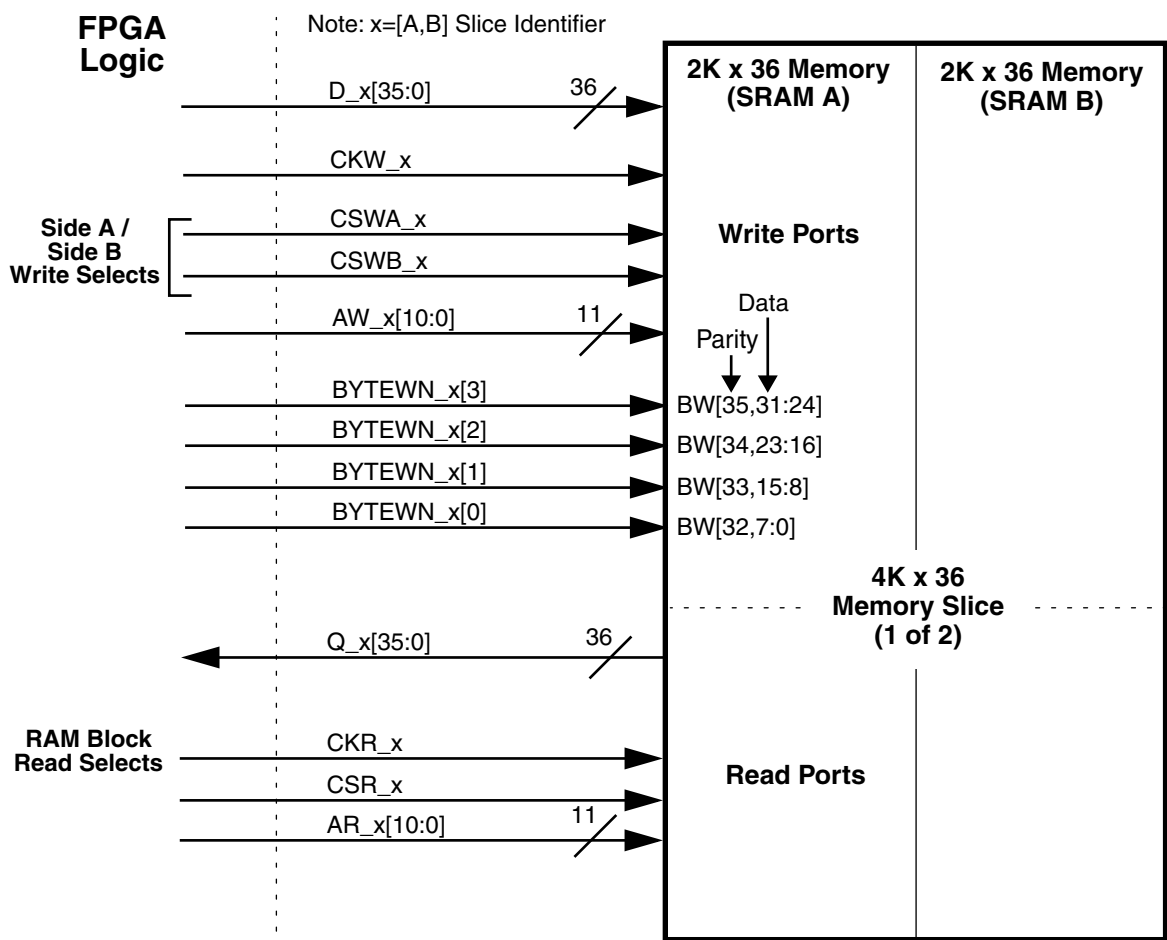 FPGA
Logic
Note: x=[A,B] Slice Identifier
2K x 36 Memory
(SRAM A)
2K x 36 Memory
(SRAM B)
D_x[35:0]
36
CKW_x
Side A /
Side B
Write Selects
CSWA_x
CSWB_x
Write Ports
AW_x[10:0]
11
Data
Parity
BYTEWN_x[3]
BW[35,31:24]
BYTEWN_x[2]
BW[34,23:16]
BYTEWN_x[1]
BW[33,15:8]
BYTEWN_x[0]
BW[32,7:0]
4K x 36
Memory Slice
(1 of 2)
Q_x[35:0]
36
RAM Block
Read Selects
CKR_x
CSR_x
AR_x[10:0]
11
Read Ports